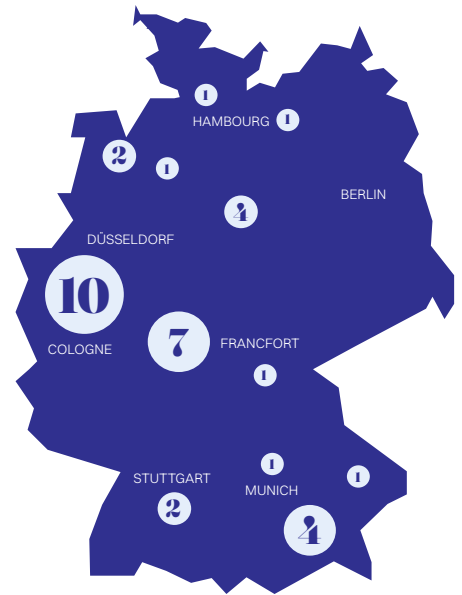 1
HAMBOURG
1
2
1
BERLIN
4
DÜSSELDORF
10
7
FRANCFORT
COLOGNE
1
1
STUTTGART
1
MUNICH
2
4